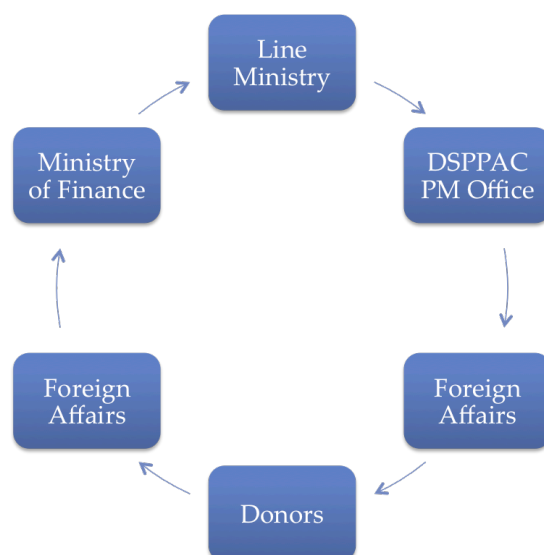 Line
Ministry
DSPPAC
PM Office
Foreign
Affairs
Donors
Foreign
Affairs
Ministry
of Finance